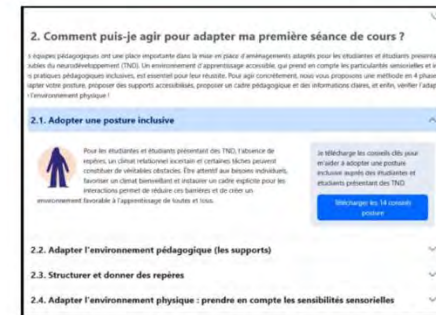 2. Comment puis-je agir pour adapter ma première séance de cours ?
s équipes pédagogiques ont une place importante dans la mise en place d'aménagements adaptés pour les étudiantes et étudiants présenta
oubles du neurodéveloppement (TND). Un environnement d'apprentissage accessible, qui prend en compte les particularités sensorielles et
s pratiques pédagogiques inclusives, est essentiel pour leur réussite. Pour agir concrètement, nous vous proposons une méthode en 4 phase
apter votre posture, proposer des supports accessibilisés, proposer un cadre pédagogique et des informations claires, et enfin, vérifier l'adap
l'environnement physique !
2.1. Adopter une posture inclusive
Pour les étudiantes et étudiants présentant des TND, l'absence de
repères, un climat relationnel incertain et certaines tâches peuvent
constituer de véritables obstacles. Être attentif aux besoins individuels,
favoriser un climat bienveillant et instaurer un cadre explicite pour les
interactions permet de réduire ces barrières et de créer un
environnement favorable à l'apprentissage de toutes et tous.
Je télécharge les conseils clés pour
m'aider à adopter une posture
inclusive auprès des étudiantes et
étudiants présentant des TND
Télécharger les 14 conseils
posture
2.2. Adapter l'environnement pédagogique (les supports)
2.3. Structurer et donner des repères
2.4. Adapter l'environnement physique : prendre en compte les sensibilités sensorielles